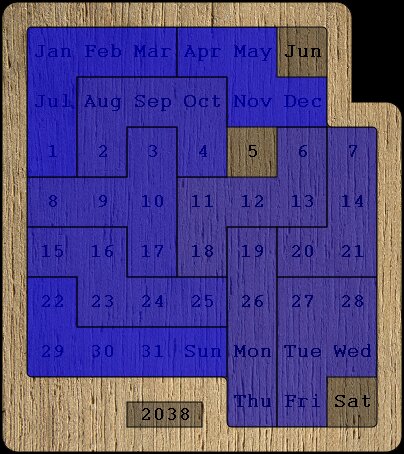 Jan Feb Mar Apr May Jun
Jul Aug Sep Oct Nov Dec
1 2 3 4 5 6 7
8 9 10 11 12 13 14
15 16 17 18 19 20 21
22 23 24 25 26 27 28
29 30 31 Sun Mon Tue Wed
Thu Fri Sat
2038